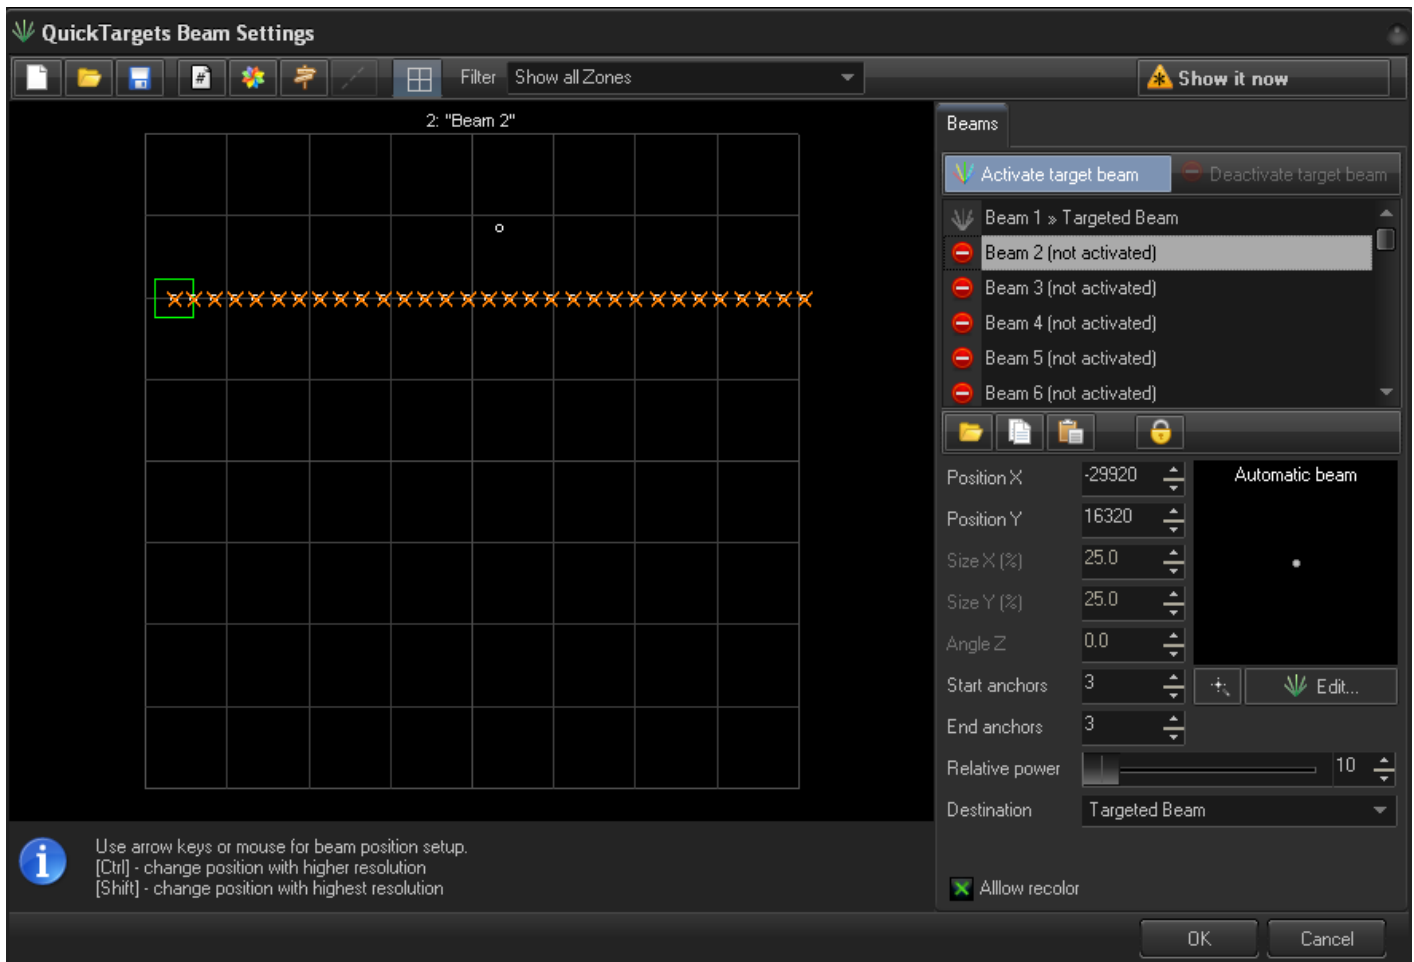 QuickTargets Beam Settings
Filter Show all Zones
Show it now
2: "Beam 2"
Beams
Activate target beam
Deactivate target beam
Beam 1 » Targeted Beam
Beam 2 (not activated)
Beam 3 (not activated)
Beam 4 (not activated)
Beam 5 (not activated)
Beam 6 (not activated)
Position X -29920
Automatic beam
Position Y 16320
Size X (%) 25.0
Size Y (%) 25.0
Angle Z 0.0
Start anchors 3
Edit...
End anchors 3
Relative power 10
Destination Targeted Beam
Use arrow keys or mouse for beam position setup.
[Ctrl] - change position with higher resolution
[Shift] - change position with highest resolution
Alllow recolor
OK Cancel